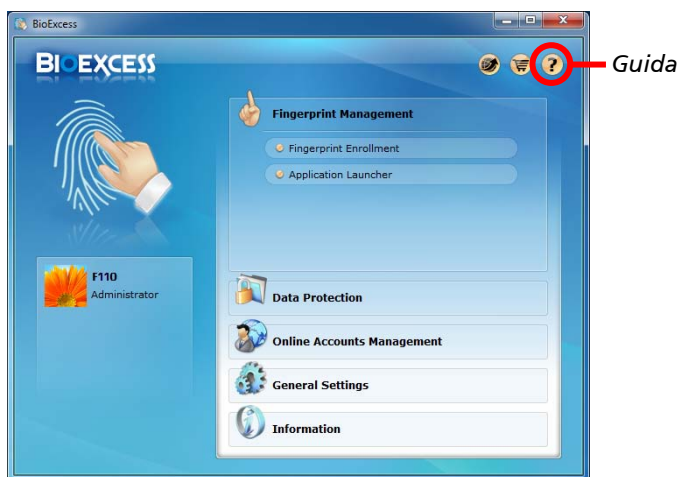 BioExcess
BIOEXCESS
?
Guida
Fingerprint Management
Fingerprint Enrollment
Application Launcher
F110
Administrator
Data Protection
Online Accounts Management
General Settings
Information